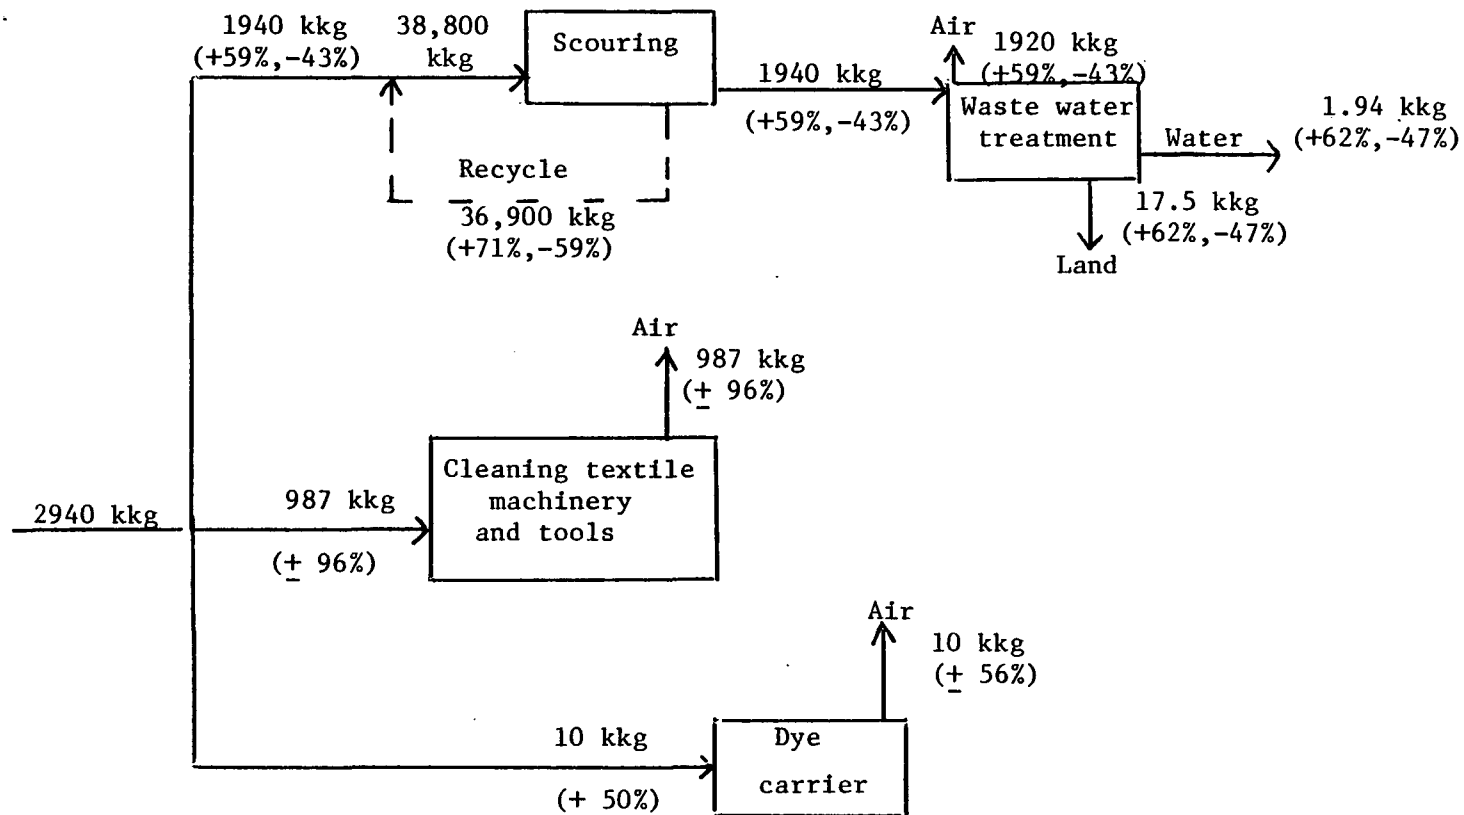 1940 kkg
(+59%,-43%)
38,800
kkg
Scouring
1940 kkg
(+59%,-43%)
Air
1920 kkg
(+59%,-43%)
Waste water
treatment
Water
1.94 kkg
(+62%,-47%)
17.5 kkg
(+62%,-47%)
Land
Recycle
36,900 kkg
(+71%,-59%)
Air
987 kkg
(± 96%)
Cleaning textile
machinery
and tools
2940 kkg
987 kkg
(± 96%)
Air
10 kkg
(± 56%)
10 kkg
(+ 50%)
Dye
carrier